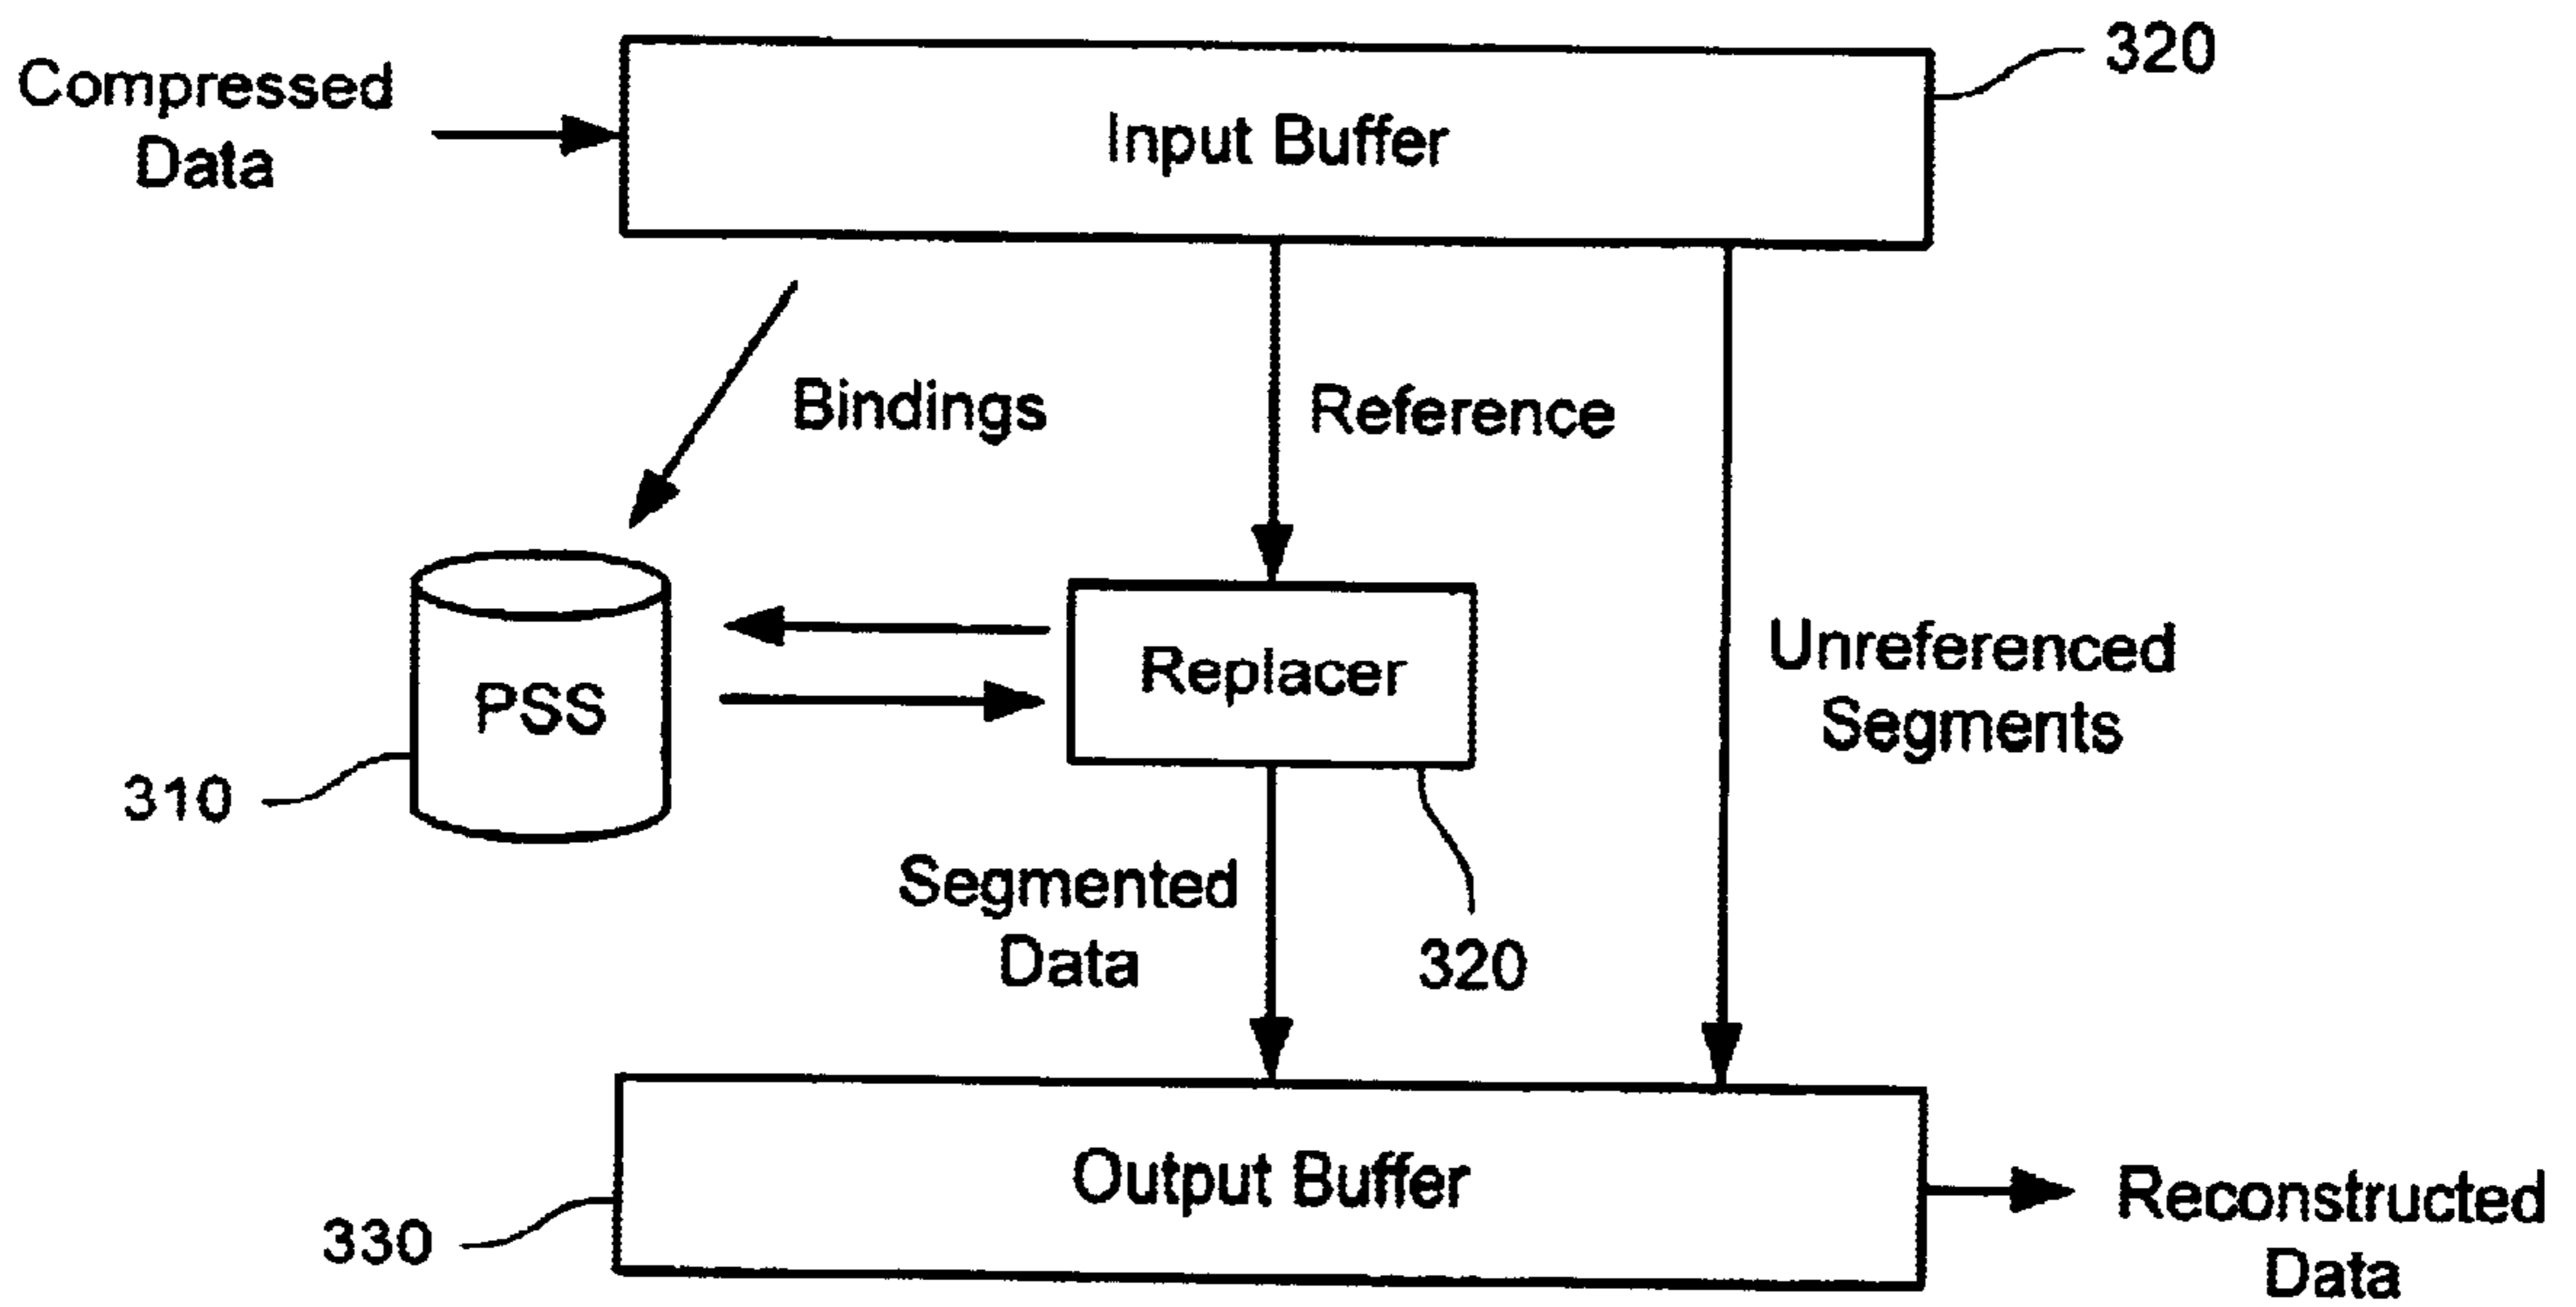 Compressed
Data
320
Input Buffer
Bindings
Reference
PSS
310
Replacer
320
Unreferenced
Segments
Segmented
Data
Output Buffer
330
Reconstructed
Data